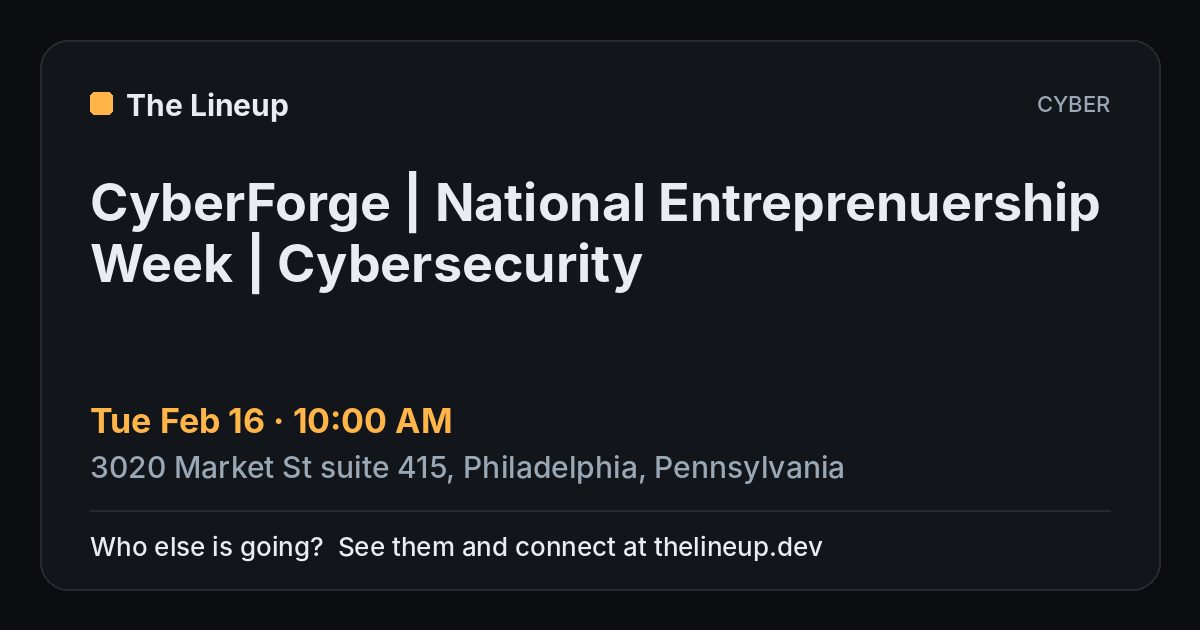 The Lineup
CYBER
CyberForge | National Entreprenuership
Week | Cybersecurity
Tue Feb 16 · 10:00 AM
3020 Market St suite 415, Philadelphia, Pennsylvania
Who else is going? See them and connect at thelineup.dev